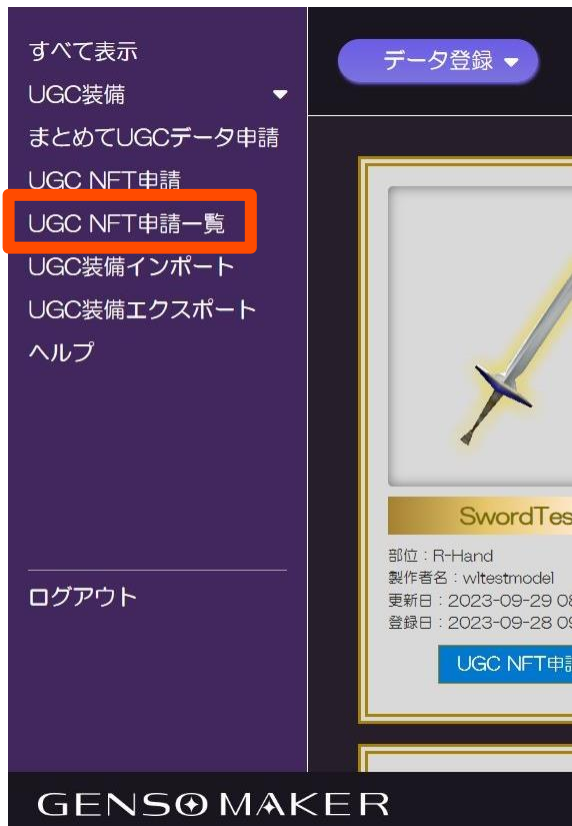 すべて表示
UGC装備
まとめてUGCデータ申請
UGC NFT申請
UGC NFT申請一覧
UGC装備インポート
UGC装備エクスポート
ヘルプ
ログアウト
データ登録
SwordTes
部位：R-Hand
製作者名：wltestmodel
更新日：2023-09-29 08
登録日：2023-09-28 09
UGC NFT申請
GENSO MAKER